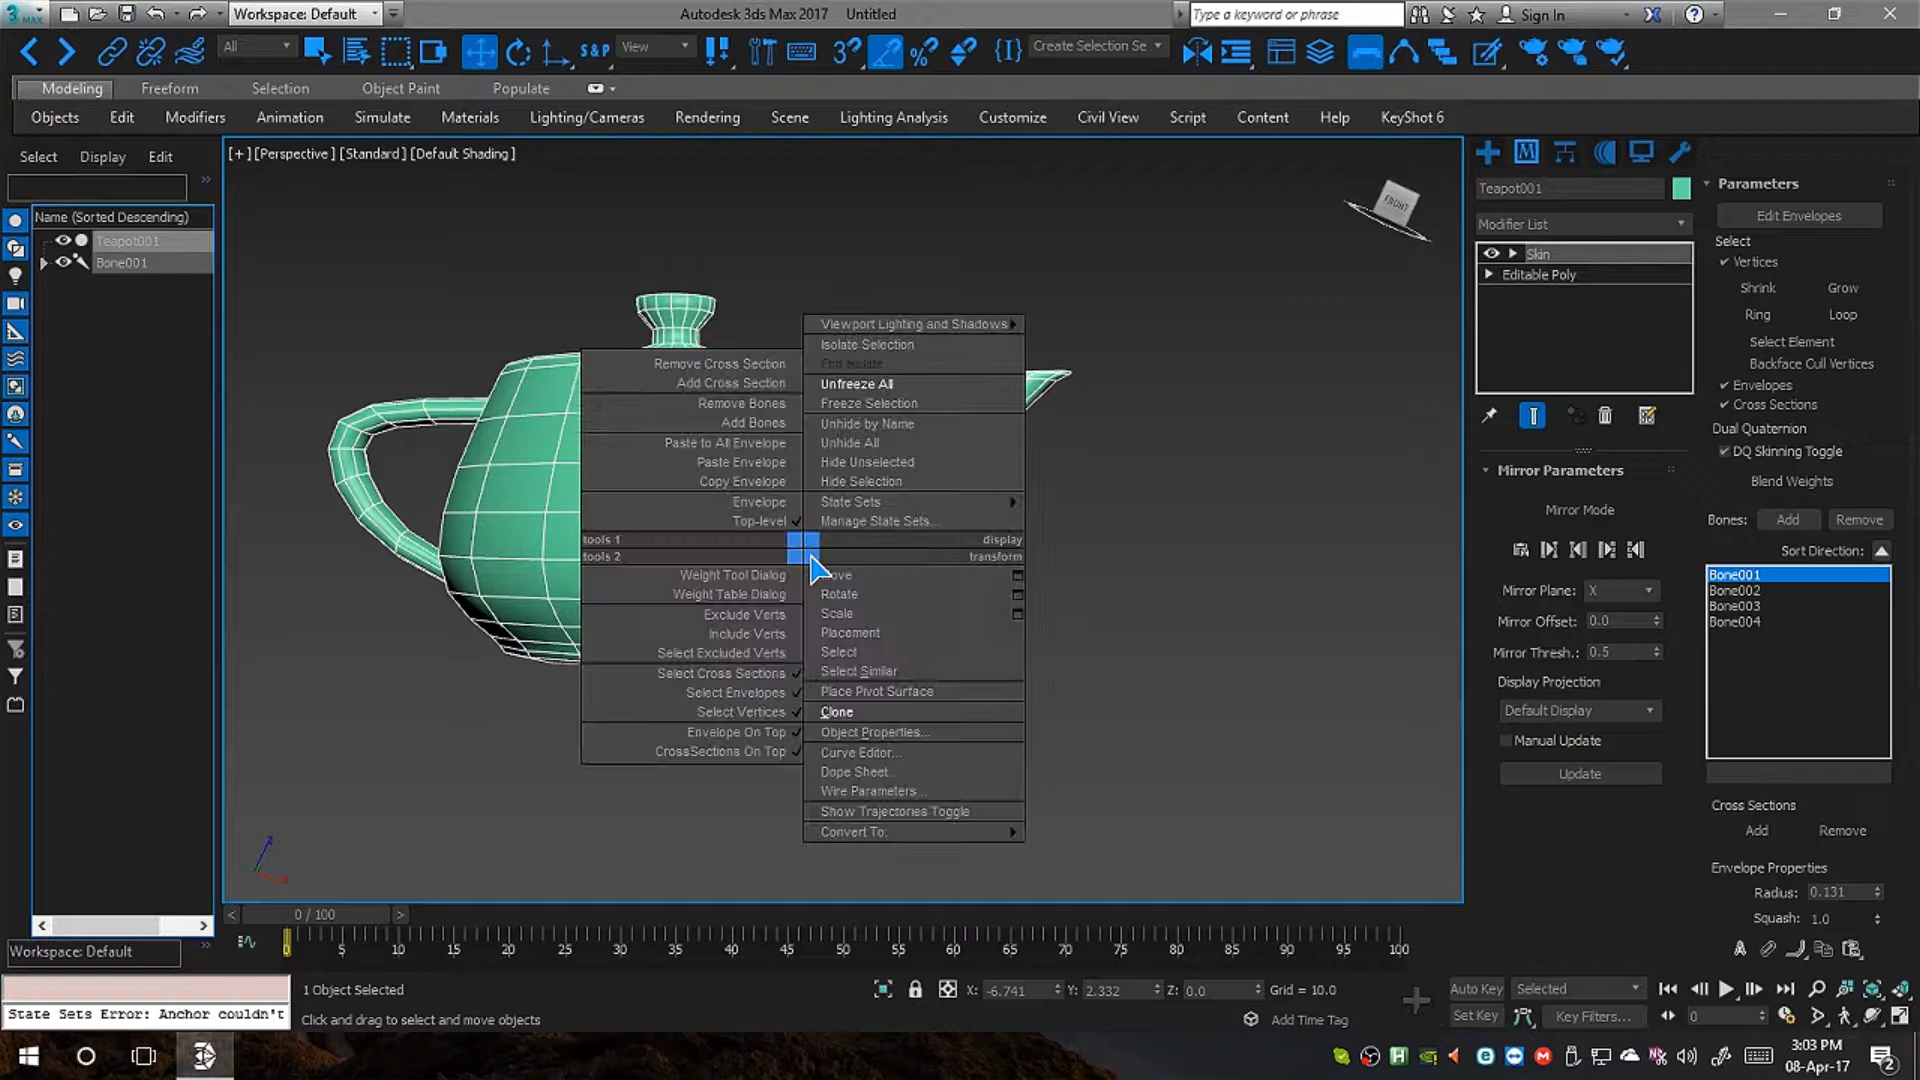 MAX
Workspace: Default
Autodesk 3ds Max 2017 Untitled
Type a keyword or phrase
Sign In
All
S&P
View
Create Selection Se
Modeling Freeform Selection Object Paint Populate
Objects Edit Modifiers Animation Simulate Materials Lighting/Cameras Rendering Scene Lighting Analysis Customize Civil View Script Content Help KeyShot 6
Select Display Edit
Name (Sorted Descending)
Teapot001
Bone001
[+] [Perspective] [Standard] [Default Shading]
FRONT
Viewport Lighting and Shadows
Isolate Selection
End Isolate
Unfreeze All
Freeze Selection
Unhide by Name
Unhide All
Hide Unselected
Hide Selection
State Sets
Manage State Sets...
Remove Cross Section
Add Cross Section
Remove Bones
Add Bones
Paste to All Envelope
Paste Envelope
Copy Envelope
Envelope
Top-level
tools 1 display
tools 2 transform
Weight Tool Dialog
Weight Table Dialog
Exclude Verts
Include Verts
Select Excluded Verts
Select Cross Sections
Select Envelopes
Select Vertices
Envelope On Top
CrossSections On Top
Rotate
Scale
Placement
Select
Select Similar
Place Pivot Surface
Clone
Object Properties...
Curve Editor...
Dope Sheet...
Wire Parameters...
Show Trajectories Toggle
Convert To:
Teapot001
Modifier List
Skin
Editable Poly
Mirror Parameters
Mirror Mode
Mirror Plane: X
Mirror Offset: 0.0
Mirror Thresh.: 0.5
Display Projection
Default Display
Manual Update
Update
Parameters
Edit Envelopes
Select
Vertices
Shrink Grow
Ring Loop
Select Element
Backface Cull Vertices
Envelopes
Cross Sections
Dual Quaternion
DQ Skinning Toggle
Blend Weights
Bones: Add Remove
Sort Direction:
Bone001
Bone002
Bone003
Bone004
Cross Sections
Add Remove
Envelope Properties
Radius: 0.131
Squash: 1.0
< 0 / 100 >
0 5 10 15 20 25 30 35 40 45 50 55 60 65 70 75 80 85 90 95 100
Workspace: Default
State Sets Error: Anchor couldn't
1 Object Selected
Click and drag to select and move objects
X: -6.741 Y: 2.332 Z: 0.0 Grid = 10.0
Add Time Tag
Auto Key Selected
Set Key Key Filters...
0
3:03 PM
08-Apr-17
2